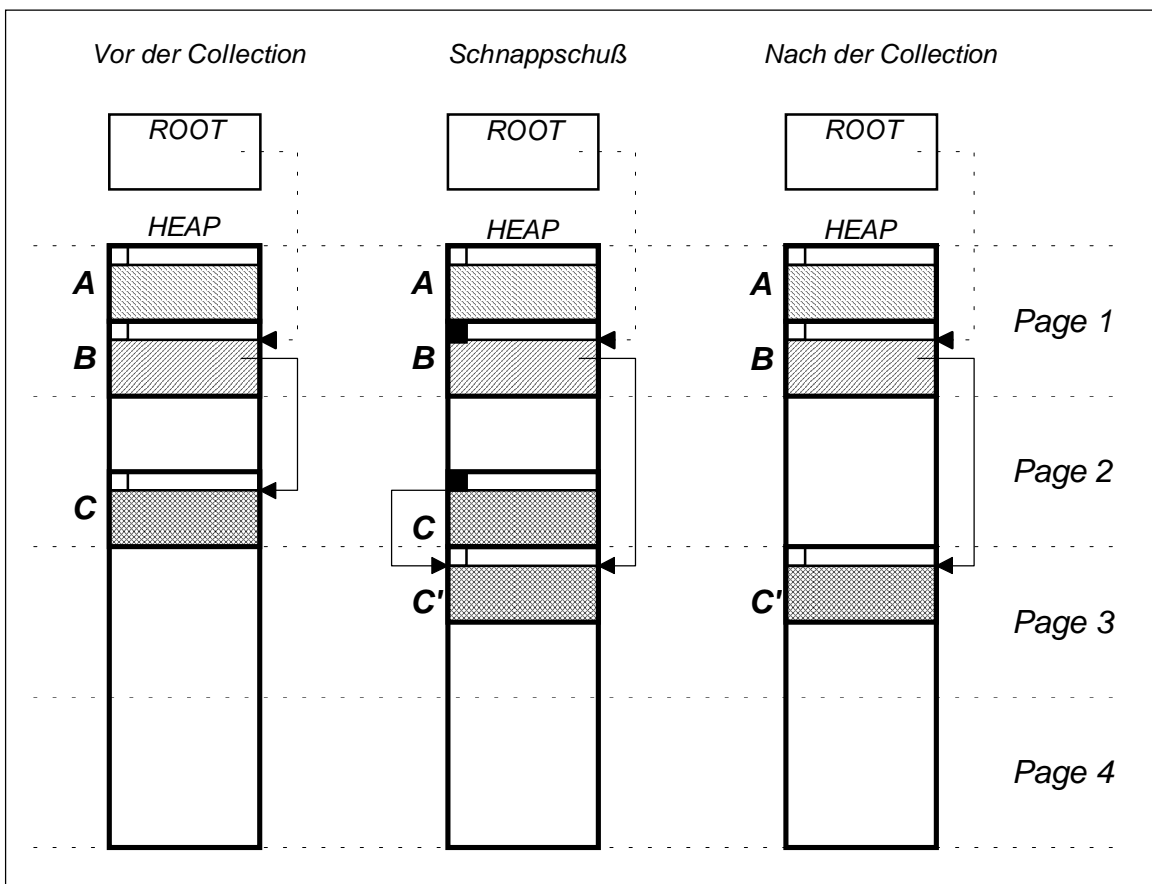 Vor der Collection Schnappschuß Nach der Collection
ROOT ROOT ROOT
HEAP HEAP HEAP
A A A
Page 1
B B B
Page 2
C C
C' C'
Page 3
Page 4